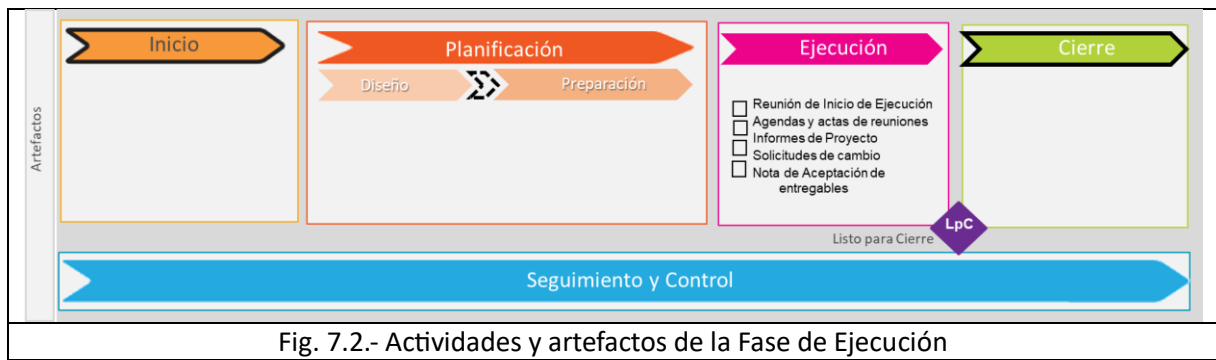 Artefactos
Inicio
Planificación
Diseño
Preparación
Ejecución
Reunión de Inicio de Ejecución
Agendas y actas de reuniones
Informes de Proyecto
Solicitudes de cambio
Nota de Aceptación de
entregables
Cierre
LpC
Listo para Cierre
Seguimiento y Control
Fig. 7.2.- Actividades y artefactos de la Fase de Ejecución